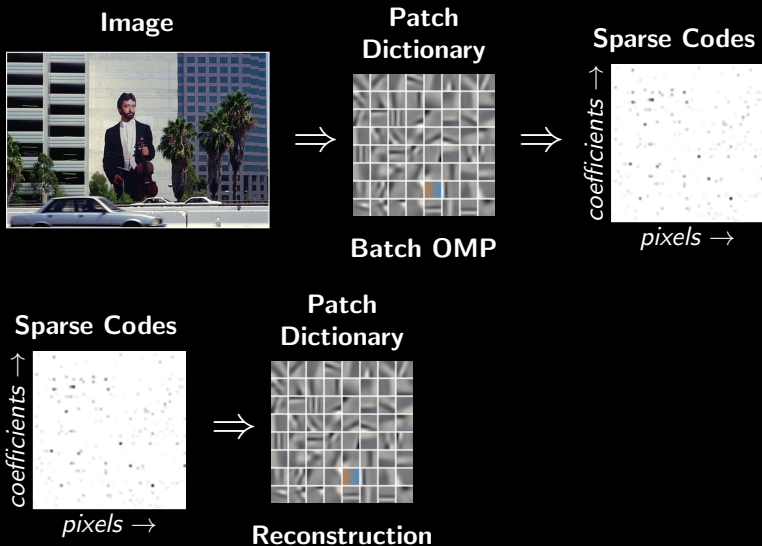 Image
Patch
Dictionary
Sparse Codes
⇒
⇒
coefficients →
pixels →
Batch OMP
Sparse Codes
Patch
Dictionary
coefficients →
⇒
pixels →
Reconstruction